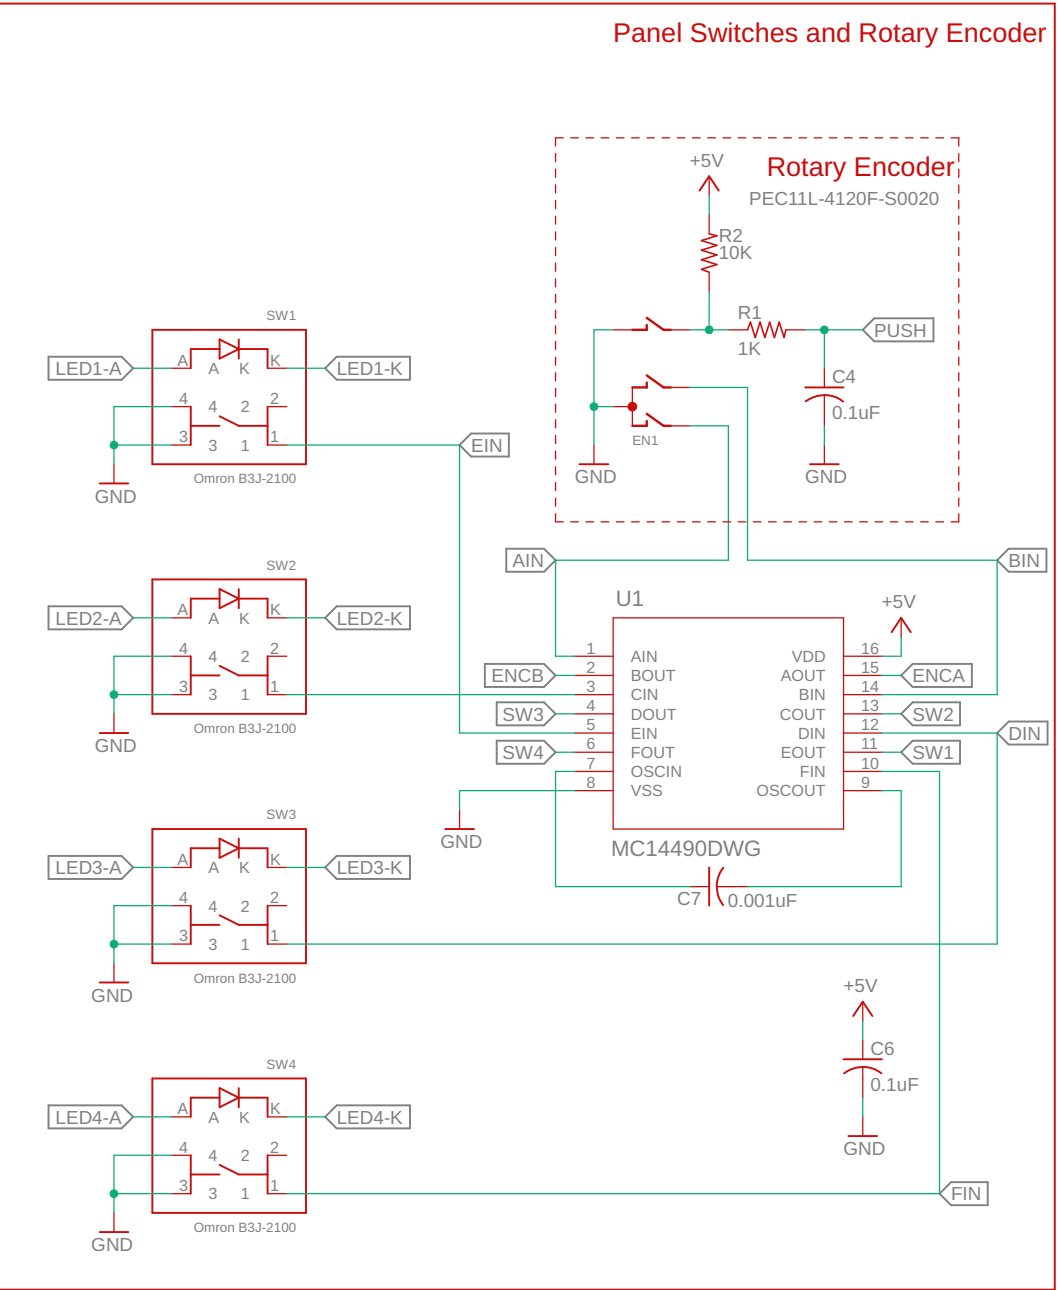 Panel Switches and Rotary Encoder
+5V
Rotary Encoder
PEC11L-4120F-S0020
R2
10K
R1
1K
PUSH
C4
0.1uF
EN1
GND
GND
SW1
LED1-A
A
A
K
K
LED1-K
4
4
2
2
3
3
1
1
EIN
Omron B3J-2100
GND
SW2
LED2-A
A
A
K
K
LED2-K
4
4
2
2
3
3
1
1
Omron B3J-2100
GND
SW3
LED3-A
A
A
K
K
LED3-K
4
4
2
2
3
3
1
1
Omron B3J-2100
GND
SW4
LED4-A
A
A
K
K
LED4-K
4
4
2
2
3
3
1
1
Omron B3J-2100
GND
AIN
BIN
U1
+5V
1 AIN VDD 16
ENCB 2 BOUT AOUT 15 ENCA
3 CIN BIN 14
SW3 4 DOUT COUT 13 SW2
5 EIN DIN 12 DIN
SW4 6 FOUT EOUT 11 SW1
7 OSCIN FIN 10
8 VSS OSCOUT 9
GND
MC14490DWG
C7
0.001uF
+5V
C6
0.1uF
GND
FIN